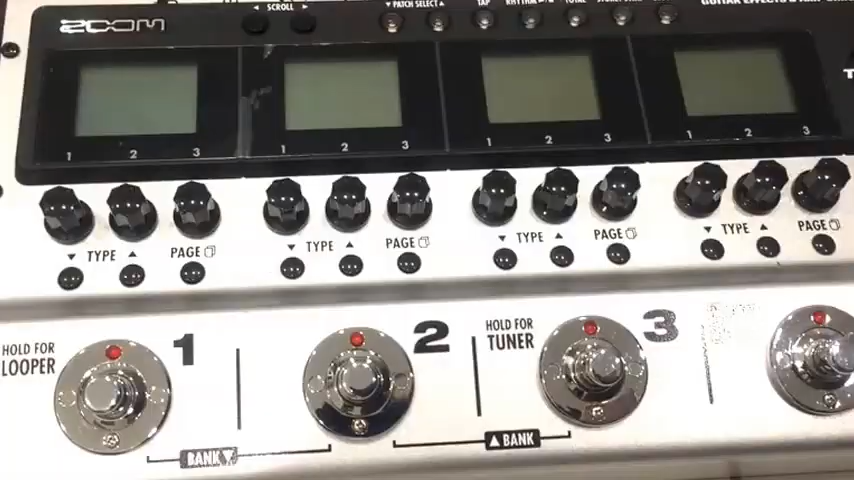 ZOOM
◄ SCROLL ►
▼ PATCH SELECT ▲
TAP
RHYTHM
TOTAL
GUITAR EFFECTS & AMP
1 2 3
1 2 3
1 2 3
1 2 3
▼ TYPE ▲ PAGE
▼ TYPE ▲ PAGE
▼ TYPE ▲ PAGE
▼ TYPE ▲ PAGE
HOLD FOR
LOOPER
1
2
HOLD FOR
TUNER
3
BANK ▼
▲ BANK